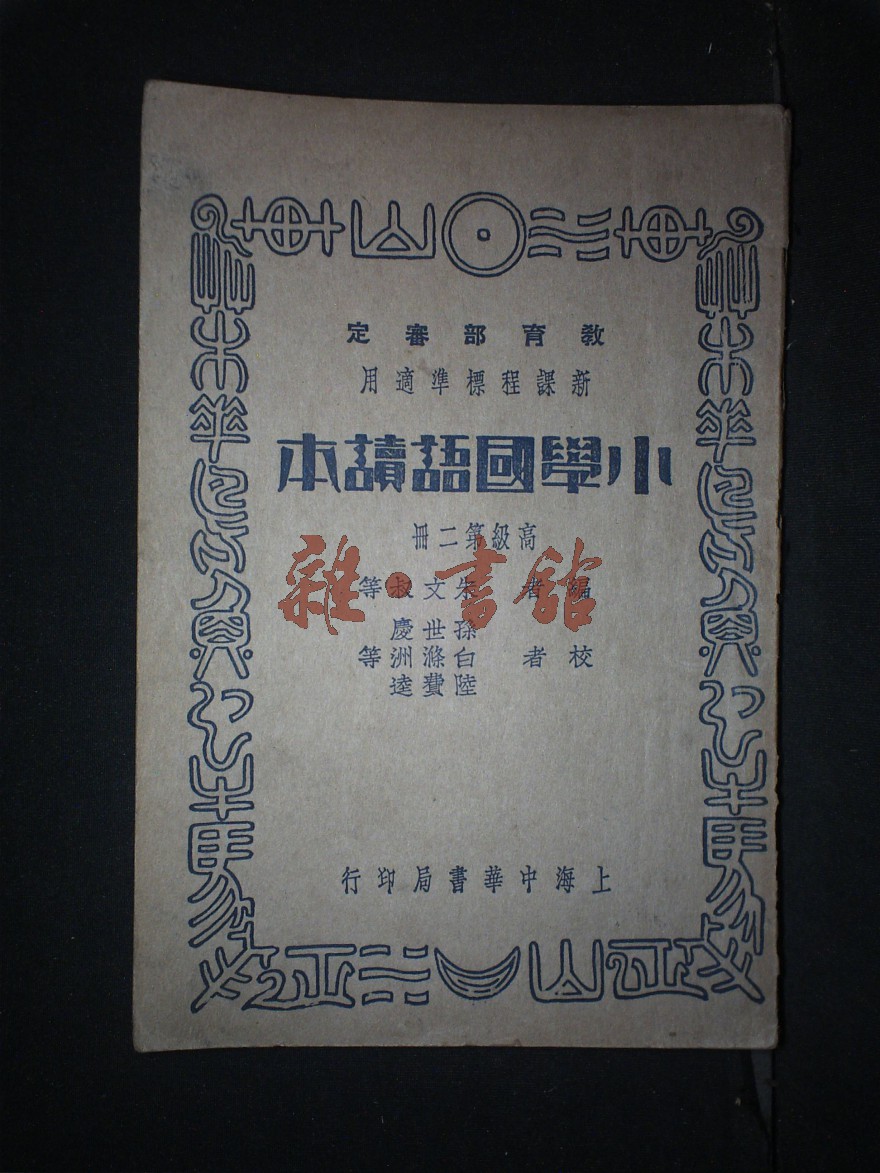 教育部審定
新課程標準適用
小學國語讀本
高級第二冊
編者 朱文叔等
孫世慶
校者 白滌洲等
陸費逵
上海中華書局印行
雜·書館